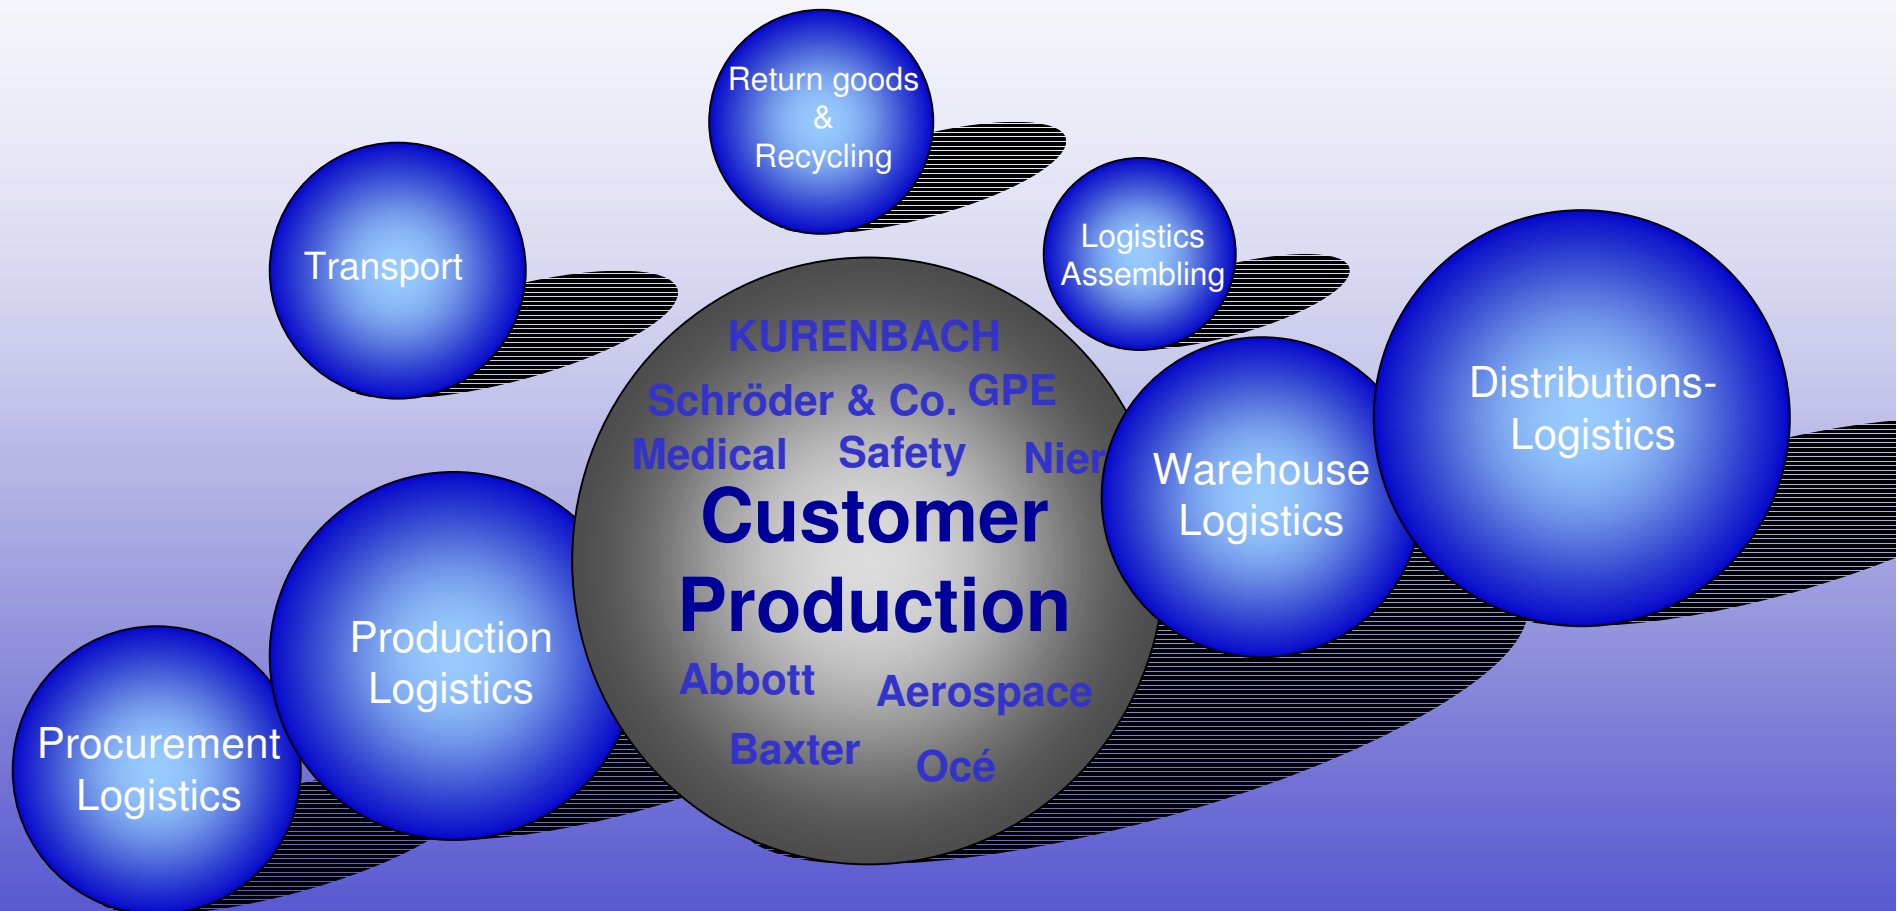 Return goods
&
Recycling
Transport
Logistics
Assembling
KURENBACH
Schröder & Co. GPE
Medical Safety Nier
Customer
Production
Abbott Aerospace
Baxter Océ
Distributions-
Logistics
Warehouse
Logistics
Production
Logistics
Procurement
Logistics